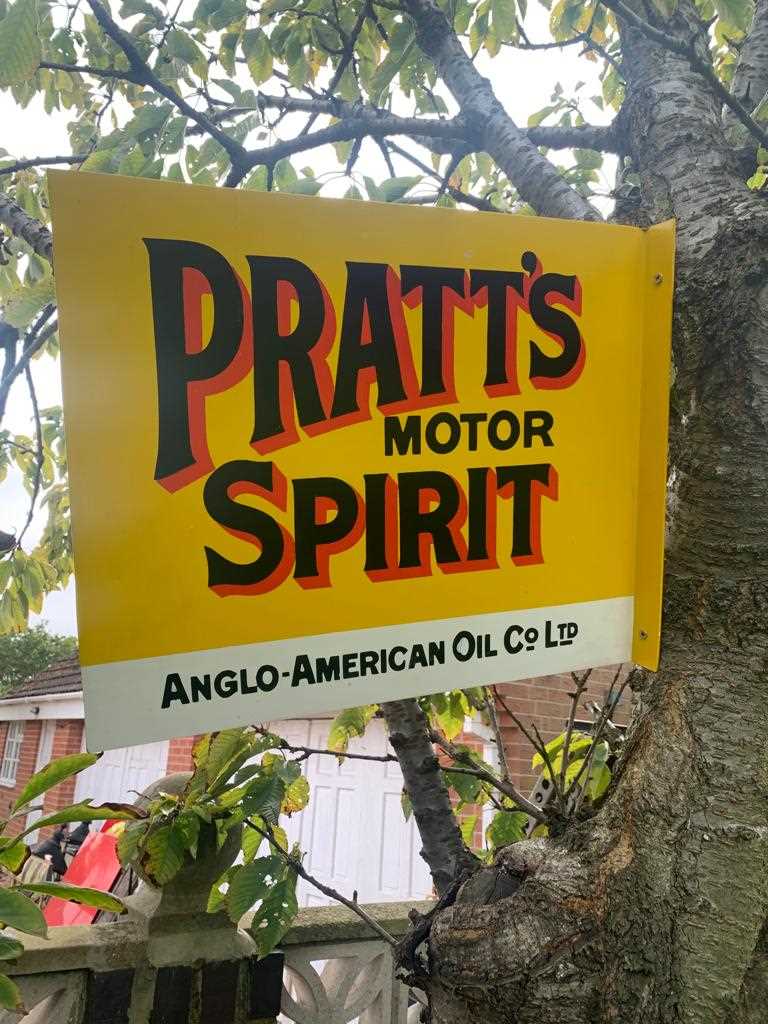 PRATT'S
MOTOR
SPIRIT
ANGLO-AMERICAN OIL CO LTD